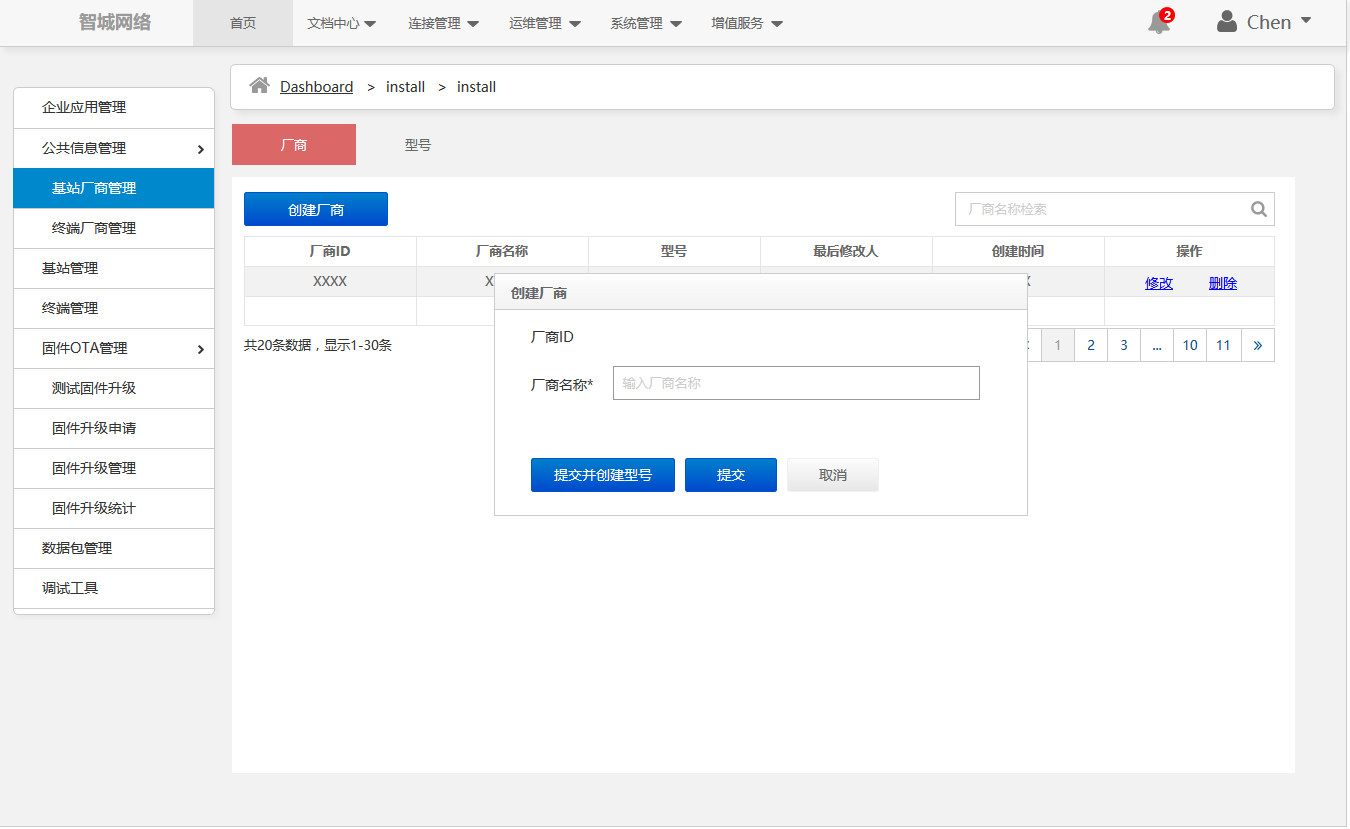 智城网络
首页
文档中心
连接管理
运维管理
系统管理
增值服务
2
Chen
Dashboard > install > install
企业应用管理
公共信息管理
基站厂商管理
终端厂商管理
基站管理
终端管理
固件OTA管理
测试固件升级
固件升级申请
固件升级管理
固件升级统计
数据包管理
调试工具
厂商 型号
创建厂商
厂商名称检索
厂商ID 厂商名称 型号 最后修改人 创建时间 操作
XXXX X X 修改 删除
共20条数据，显示1-30条
1 2 3 ... 10 11 »
创建厂商
厂商ID
厂商名称* 输入厂商名称
提交并创建型号 提交 取消